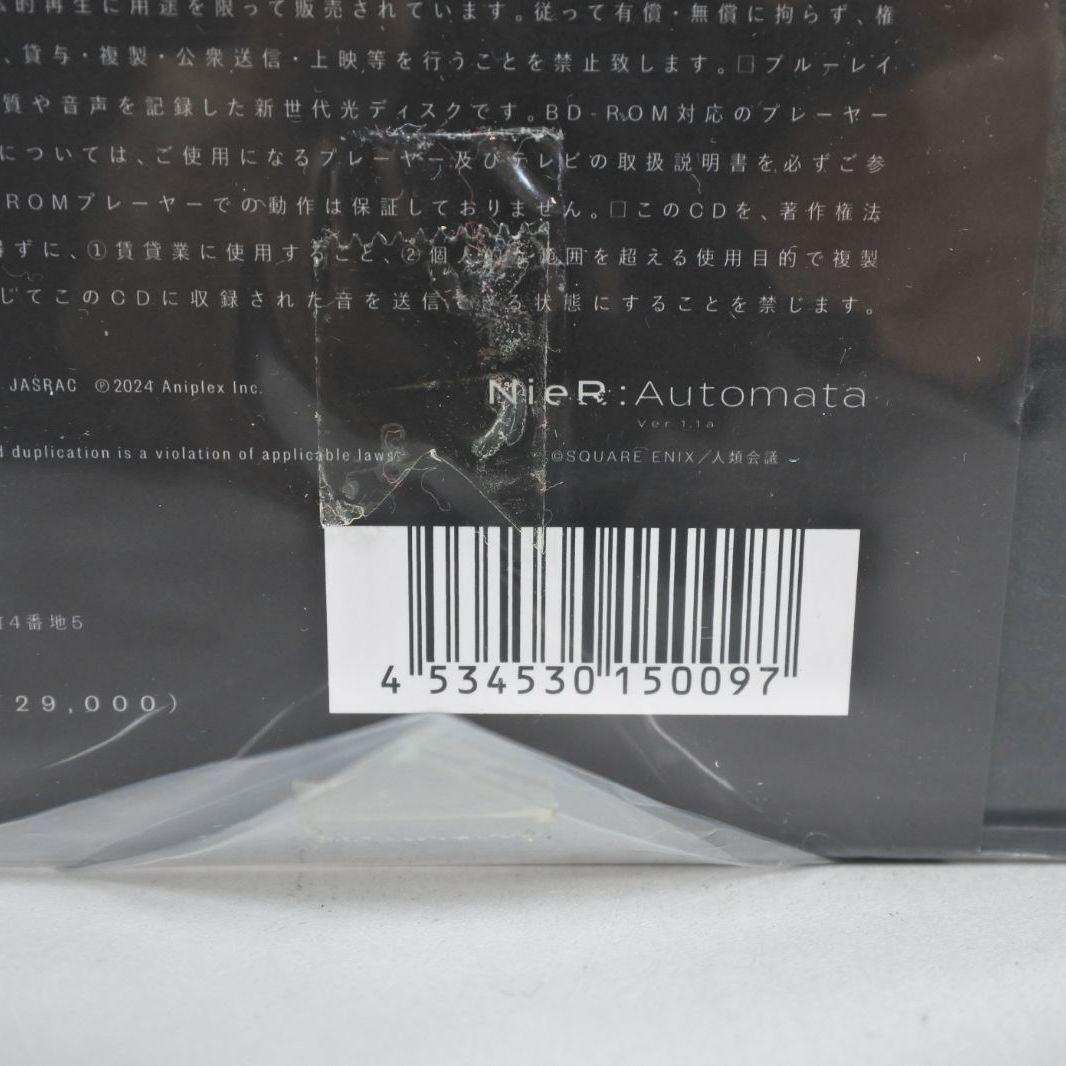 的再生に用途を限って販売されています。従って有償・無償に拘らず、権
、貸与・複製・公衆送信・上映等を行うことを禁止致します。□ブルーレイ
質や音声を記録した新世代光ディスクです。BD-ROM対応のプレーヤー
については、ご使用になるプレーヤー及びテレビの取扱説明書を必ずご参
ROMプレーヤーでの動作は保証しておりません。□このCDを、著作権法
ずに、①賃貸業に使用すること、②個人的な範囲を超える使用目的で複製
じてこのCDに収録された音を送信できる状態にすることを禁じます。
JASRAC ℗2024 Aniplex Inc.
NieR:Automata
Ver1.1a
d duplication is a violation of applicable laws.
©SQUARE ENIX/人類会議
4番地5
29,000)
4 534530 150097